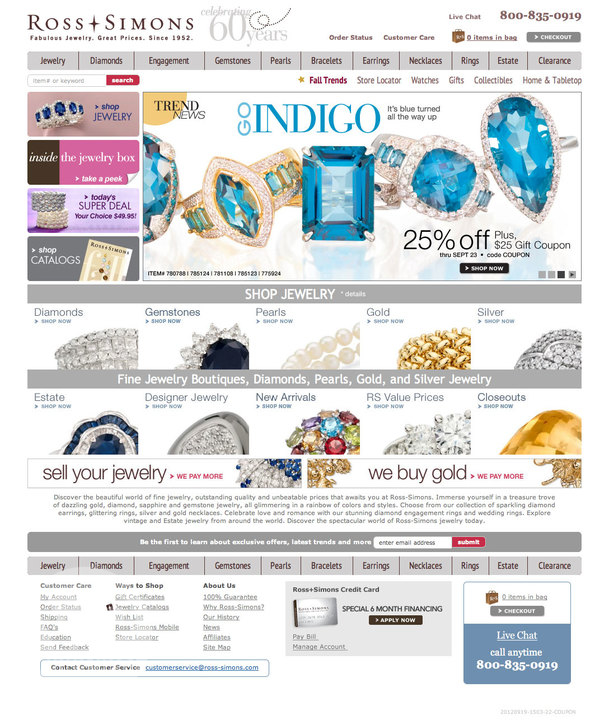 ROSS+SIMONS
Fabulous Jewelry. Great Prices. Since 1952.
celebrating
60 years
Live Chat
800-835-0919
Order Status
Customer Care
0 items in bag
CHECKOUT
Jewelry
Diamonds
Engagement
Gemstones
Pearls
Bracelets
Earrings
Necklaces
Rings
Estate
Clearance
item# or keyword
search
Fall Trends
Store Locator
Watches
Gifts
Collectibles
Home & Tabletop
> shop
JEWELRY
inside the jewelry box
> take a peek
> today's
SUPER DEAL
Your Choice $49.95!
> shop
CATALOGS
ROSS+SIMONS
TREND
NEWS
GO INDIGO
It's blue turned
all the way up
25% off Plus,
$25 Gift Coupon
thru SEPT 23 • code COUPON
> SHOP NOW
ITEM# 780788 | 785124 | 781108 | 785123 | 775924
SHOP JEWELRY * details
Diamonds
> SHOP NOW
Gemstones
> SHOP NOW
Pearls
> SHOP NOW
Gold
> SHOP NOW
Silver
> SHOP NOW
Fine Jewelry Boutiques, Diamonds, Pearls, Gold, and Silver Jewelry
Estate
> SHOP NOW
Designer Jewelry
> SHOP NOW
New Arrivals
> SHOP NOW
RS Value Prices
> SHOP NOW
Closeouts
> SHOP NOW
sell your jewelry > WE PAY MORE
we buy gold > WE PAY MORE
Discover the beautiful world of fine jewelry, outstanding quality and unbeatable prices that awaits you at Ross-Simons. Immerse yourself in a treasure trove
of dazzling gold, diamond, sapphire and gemstone jewelry, all glimmering in a rainbow of colors and styles. Choose from our collection of sparkling diamond
earrings, glittering rings, silver and gold necklaces. Celebrate love and romance with our stunning diamond engagement rings and wedding rings. Explore
vintage and Estate jewelry from around the world. Discover the spectacular world of Ross-Simons jewelry today.
Be the first to learn about exclusive offers, latest trends and more
enter email address
submit
Jewelry
Diamonds
Engagement
Gemstones
Pearls
Bracelets
Earrings
Necklaces
Rings
Estate
Clearance
Customer Care
My Account
Order Status
Shipping
FAQ's
Education
Send Feedback
Ways to Shop
Gift Certificates
Jewelry Catalogs
Wish List
Ross-Simons Mobile
Store Locator
About Us
100% Guarantee
Why Ross-Simons?
Our History
News
Affiliates
Site Map
Contact Customer Service customerservice@ross-simons.com
Ross+Simons Credit Card
ROSS+SIMONS
SPECIAL 6 MONTH FINANCING
> APPLY NOW
Pay Bill
Manage Account
0 items in bag
> CHECKOUT
Live Chat
call anytime
800-835-0919